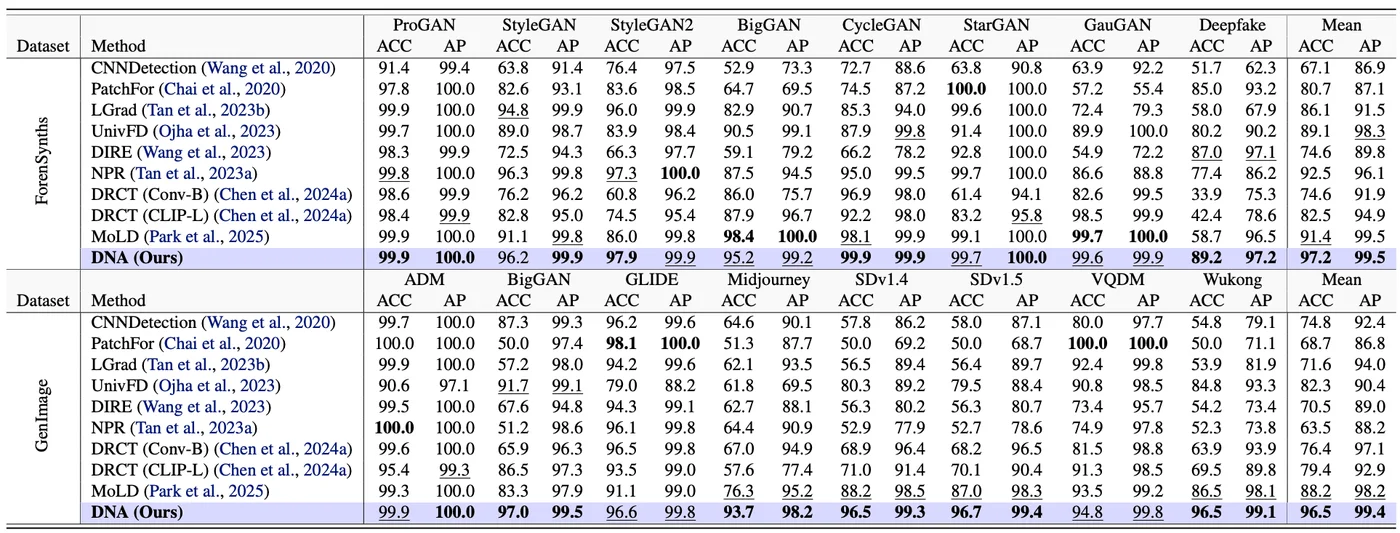 ProGAN StyleGAN StyleGAN2 BigGAN CycleGAN StarGAN GauGAN Deepfake Mean
Dataset Method ACC AP ACC AP ACC AP ACC AP ACC AP ACC AP ACC AP ACC AP ACC AP
ForenSynths
CNNDetection (Wang et al., 2020) 91.4 99.4 63.8 91.4 76.4 97.5 52.9 73.3 72.7 88.6 63.8 90.8 63.9 92.2 51.7 62.3 67.1 86.9
PatchFor (Chai et al., 2020) 97.8 100.0 82.6 93.1 83.6 98.5 64.7 69.5 74.5 87.2 100.0 100.0 57.2 55.4 85.0 93.2 80.7 87.1
LGrad (Tan et al., 2023b) 99.9 100.0 94.8 99.9 96.0 99.9 82.9 90.7 85.3 94.0 99.6 100.0 72.4 79.3 58.0 67.9 86.1 91.5
UnivFD (Ojha et al., 2023) 99.7 100.0 89.0 98.7 83.9 98.4 90.5 99.1 87.9 99.8 91.4 100.0 89.9 100.0 80.2 90.2 89.1 98.3
DIRE (Wang et al., 2023) 98.3 99.9 72.5 94.3 66.3 97.7 59.1 79.2 66.2 78.2 92.8 100.0 54.9 72.2 87.0 97.1 74.6 89.8
NPR (Tan et al., 2023a) 99.8 100.0 96.3 99.8 97.3 100.0 87.5 94.5 95.0 99.5 99.7 100.0 86.6 88.8 77.4 86.2 92.5 96.1
DRCT (Conv-B) (Chen et al., 2024a) 98.6 99.9 76.2 96.2 60.8 96.2 86.0 75.7 96.9 98.0 61.4 94.1 82.6 99.5 33.9 75.3 74.6 91.9
DRCT (CLIP-L) (Chen et al., 2024a) 98.4 99.9 82.8 95.0 74.5 95.4 87.9 96.7 92.2 98.0 83.2 95.8 98.5 99.9 42.4 78.6 82.5 94.9
MoLD (Park et al., 2025) 99.9 100.0 91.1 99.8 86.0 99.8 98.4 100.0 98.1 99.9 99.1 100.0 99.7 100.0 58.7 96.5 91.4 99.5
DNA (Ours) 99.9 100.0 96.2 99.9 97.9 99.9 95.2 99.2 99.9 99.9 99.7 100.0 99.6 99.9 89.2 97.2 97.2 99.5
ADM BigGAN GLIDE Midjourney SDv1.4 SDv1.5 VQDM Wukong Mean
Dataset Method ACC AP ACC AP ACC AP ACC AP ACC AP ACC AP ACC AP ACC AP ACC AP
GenImage
CNNDetection (Wang et al., 2020) 99.7 100.0 87.3 99.3 96.2 99.6 64.6 90.1 57.8 86.2 58.0 87.1 80.0 97.7 54.8 79.1 74.8 92.4
PatchFor (Chai et al., 2020) 100.0 100.0 50.0 97.4 98.1 100.0 51.3 87.7 50.0 69.2 50.0 68.7 100.0 100.0 50.0 71.1 68.7 86.8
LGrad (Tan et al., 2023b) 99.9 100.0 57.2 98.0 94.2 99.6 62.1 93.5 56.5 89.4 56.4 89.7 92.4 99.8 53.9 81.9 71.6 94.0
UnivFD (Ojha et al., 2023) 90.6 97.1 91.7 99.1 79.0 88.2 61.8 69.5 80.3 89.2 79.5 88.4 90.8 98.5 84.8 93.3 82.3 90.4
DIRE (Wang et al., 2023) 99.5 100.0 67.6 94.8 94.3 99.1 62.7 88.1 56.3 80.2 56.3 80.7 73.4 95.7 54.2 73.4 70.5 89.0
NPR (Tan et al., 2023a) 100.0 100.0 51.2 98.6 96.1 99.8 64.4 90.9 52.9 77.9 52.7 78.6 74.9 97.8 52.3 73.8 63.5 88.2
DRCT (Conv-B) (Chen et al., 2024a) 99.6 100.0 65.9 96.3 96.5 99.8 67.0 94.9 68.9 96.4 68.2 96.5 81.5 98.8 63.9 93.9 76.4 97.1
DRCT (CLIP-L) (Chen et al., 2024a) 95.4 99.3 86.5 97.3 93.5 99.0 57.6 77.4 71.0 91.4 70.1 90.4 91.3 98.5 69.5 89.8 79.4 92.9
MoLD (Park et al., 2025) 99.3 100.0 83.3 97.9 91.1 99.0 76.3 95.2 88.2 98.5 87.0 98.3 93.5 99.2 86.5 98.1 88.2 98.2
DNA (Ours) 99.9 100.0 97.0 99.5 96.6 99.8 93.7 98.2 96.5 99.3 96.7 99.4 94.8 99.8 96.5 99.1 96.5 99.4